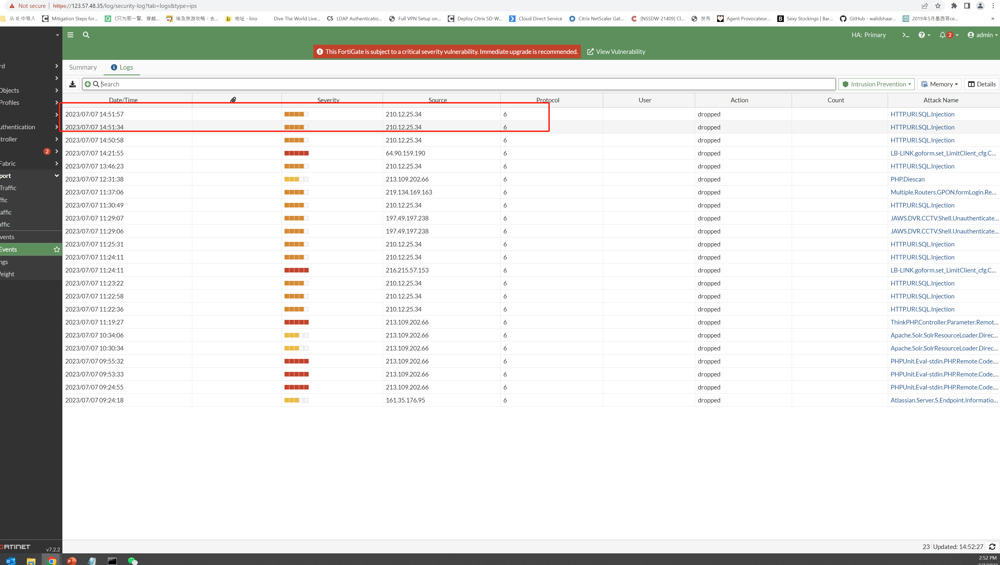 Not secure | https://123.57.48.35/log/security-log?tab=logs&type=ips
从 IE 中导入 Mitigation Steps for... 《只为那一瞥，穿越... 埃及旅游攻略 - 去... 地址 - lino Dive The World Live... CS LDAP Authenticatio... Full VPN Setup on... Deploy Citrix SD-W... Cloud Direct Service Citrix NetScaler Gat... [NSSDW-21409] Cl... 发布 Agent Provocateur... Sexy Stockings | Bar... GitHub - walidshaar... 2019年5月墨西哥ce... »
HA: Primary 2 admin
This FortiGate is subject to a critical severity vulnerability. Immediate upgrade is recommended. View Vulnerability
rd
Objects
Profiles
uthentication
troller
2
Fabric
port
Traffic
ffic
affic
affic
vents
Events
ngs
Veight
Summary Logs
Search Intrusion Prevention Memory Details
Date/Time Severity Source Protocol User Action Count Attack Name
2023/07/07 14:51:57 210.12.25.34 6 dropped HTTP.URI.SQL.Injection
2023/07/07 14:51:34 210.12.25.34 6 dropped HTTP.URI.SQL.Injection
2023/07/07 14:50:58 210.12.25.34 6 dropped HTTP.URI.SQL.Injection
2023/07/07 14:21:55 64.90.159.190 6 dropped LB-LINK.goform.set_LimitClient_cfg.C...
2023/07/07 13:46:23 210.12.25.34 6 dropped HTTP.URI.SQL.Injection
2023/07/07 12:31:38 213.109.202.66 6 dropped PHP.Diescan
2023/07/07 11:37:06 219.134.169.163 6 dropped Multiple.Routers.GPON.formLogin.Re...
2023/07/07 11:30:49 210.12.25.34 6 dropped HTTP.URI.SQL.Injection
2023/07/07 11:29:07 197.49.197.238 6 dropped JAWS.DVR.CCTV.Shell.Unauthenticate...
2023/07/07 11:29:06 197.49.197.238 6 dropped JAWS.DVR.CCTV.Shell.Unauthenticate...
2023/07/07 11:25:31 210.12.25.34 6 dropped HTTP.URI.SQL.Injection
2023/07/07 11:24:11 210.12.25.34 6 dropped HTTP.URI.SQL.Injection
2023/07/07 11:24:11 216.215.57.153 6 dropped LB-LINK.goform.set_LimitClient_cfg.C...
2023/07/07 11:23:22 210.12.25.34 6 dropped HTTP.URI.SQL.Injection
2023/07/07 11:22:58 210.12.25.34 6 dropped HTTP.URI.SQL.Injection
2023/07/07 11:22:36 210.12.25.34 6 dropped HTTP.URI.SQL.Injection
2023/07/07 11:19:27 213.109.202.66 6 dropped ThinkPHP.Controller.Parameter.Remot...
2023/07/07 10:34:06 213.109.202.66 6 dropped Apache.Solr.SolrResourceLoader.Direc...
2023/07/07 10:30:34 213.109.202.66 6 dropped Apache.Solr.SolrResourceLoader.Direc...
2023/07/07 09:55:32 213.109.202.66 6 dropped PHPUnit.Eval-stdin.PHP.Remote.Code....
2023/07/07 09:53:33 213.109.202.66 6 dropped PHPUnit.Eval-stdin.PHP.Remote.Code....
2023/07/07 09:24:55 213.109.202.66 6 dropped PHPUnit.Eval-stdin.PHP.Remote.Code....
2023/07/07 09:24:18 161.35.176.95 6 dropped Atlassian.Server.S.Endpoint.Informatio...
RTINET v7.2.2
23 Updated: 14:52:27
2:52 PM